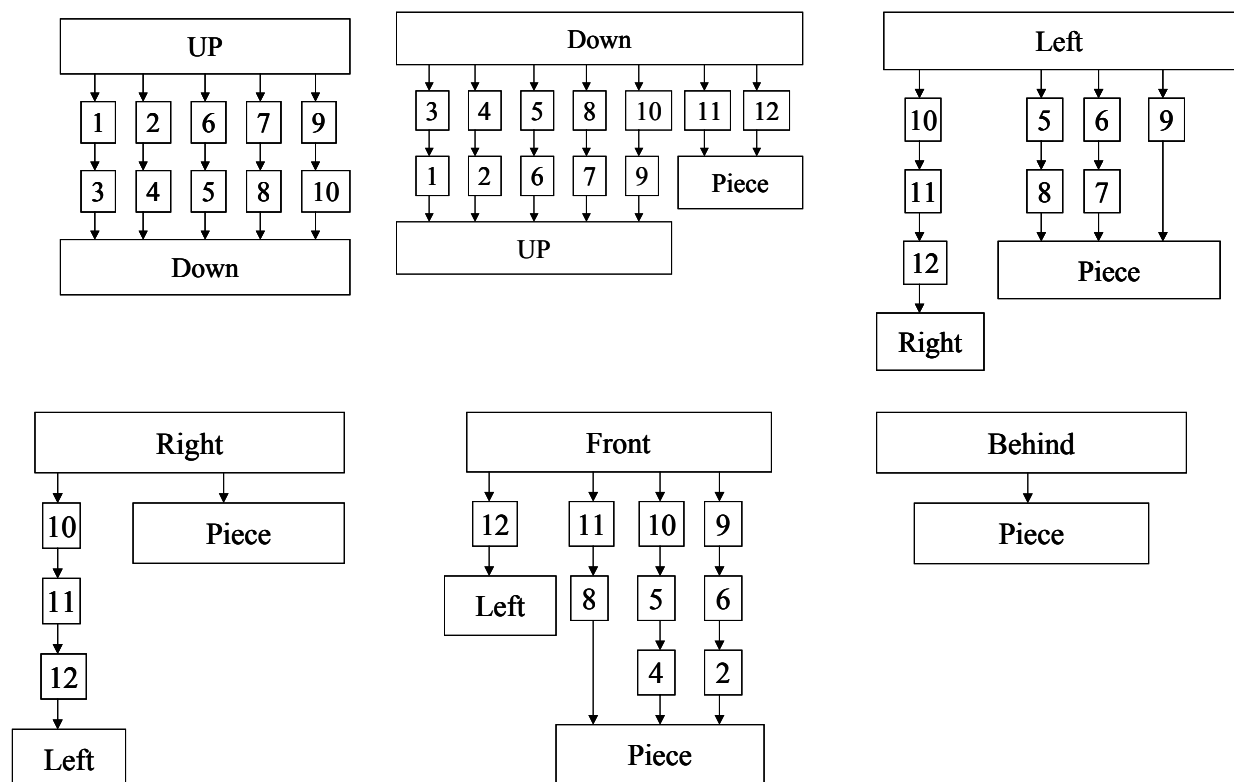 UP
1 2 6 7 9
3 4 5 8 10
Down
Down
3 4 5 8 10 11 12
1 2 6 7 9 Piece
UP
Left
10 5 6 9
11 8 7
12 Piece
Right
Right
10 Piece
11
12
Left
Front
12 11 10 9
Left 8 5 6
4 2
Piece
Behind
Piece